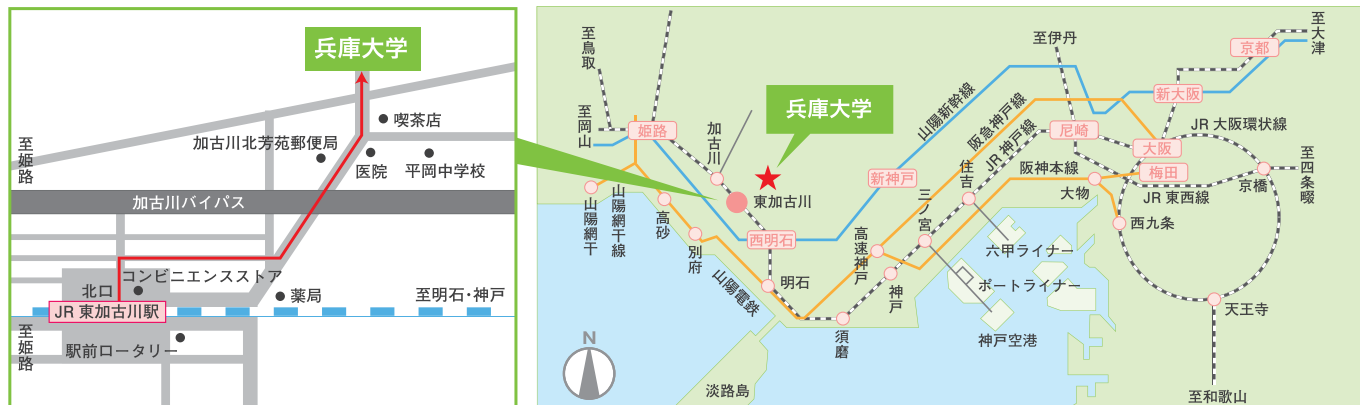 兵庫大学
喫茶店
至姫路
加古川北芳苑郵便局
医院
平岡中学校
加古川バイパス
コンビニエンスストア
北口
薬局
至明石・神戸
JR 東加古川駅
至姫路
駅前ロータリー
至鳥取
至岡山
姫路
加古川
兵庫大学
東加古川
山陽新幹線
新神戸
阪急神戸線
JR 神戸線
至伊丹
京都
至大津
新大阪
尼崎
大阪
JR 大阪環状線
梅田
阪神本線
JR 東西線
京橋
至四条畷
大物
西九条
住吉
三ノ宮
山陽網干
山陽網干線
高砂
別府
西明石
明石
山陽電鉄
高速神戸
神戸
須磨
六甲ライナー
ポートライナー
神戸空港
天王寺
至和歌山
淡路島
N